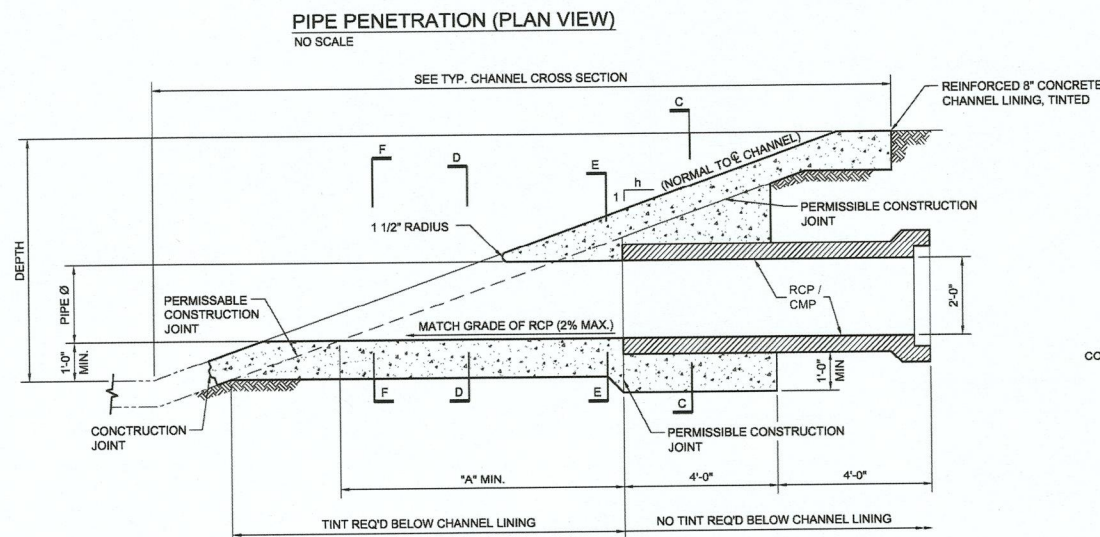 PIPE PENETRATION (PLAN VIEW)
NO SCALE
SEE TYP. CHANNEL CROSS SECTION
REINFORCED 8" CONCRETE
CHANNEL LINING, TINTED
C
F
D
E
1
h
(NORMAL TO ℄ CHANNEL)
1 1/2" RADIUS
PERMISSIBLE CONSTRUCTION
JOINT
DEPTH
PIPE Ø
PERMISSABLE
CONSTRUCTION
JOINT
MATCH GRADE OF RCP (2% MAX.)
RCP /
CMP
2'-0"
1'-0"
MIN.
1'-0"
MIN
CO
F
D
E
C
CONCTRUCTION
JOINT
PERMISSIBLE CONSTRUCTION
JOINT
"A" MIN.
4'-0"
4'-0"
TINT REQ'D BELOW CHANNEL LINING
NO TINT REQ'D BELOW CHANNEL LINING